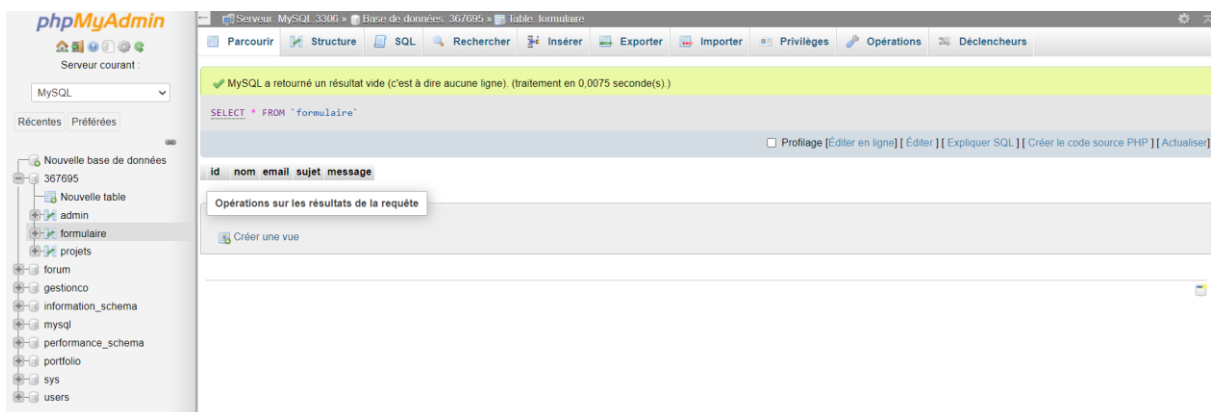 phpMyAdmin
Serveur courant :
MySQL
Récentes Préférées
Nouvelle base de données
367695
Nouvelle table
admin
formulaire
projets
forum
gestionco
information_schema
mysql
performance_schema
portfolio
sys
users
Serveur: MySQL:3306 » Base de données: 367695 » Table: formulaire
Parcourir Structure SQL Rechercher Insérer Exporter Importer Privilèges Opérations Déclencheurs
MySQL a retourné un résultat vide (c'est à dire aucune ligne). (traitement en 0,0075 seconde(s).)
SELECT * FROM `formulaire`
Profilage [Éditer en ligne] [ Éditer ] [ Expliquer SQL ] [ Créer le code source PHP ] [ Actualiser]
id nom email sujet message
Opérations sur les résultats de la requête
Créer une vue